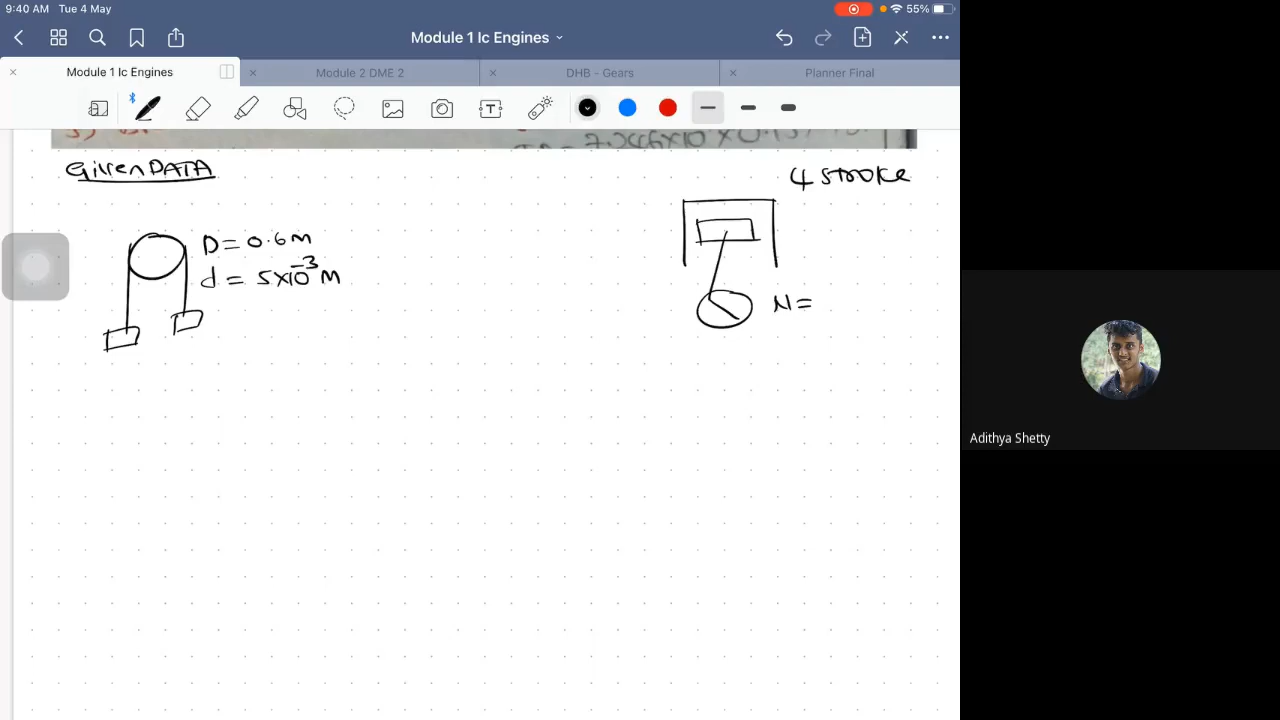 9:40 AM Tue 4 May
55%
Module 1 Ic Engines
Module 1 Ic Engines
Module 2 DME 2
DHB - Gears
Planner Final
T
Given DATA
4 stroke
D = 0.6m
d = 5×10⁻³ m
N =
Adithya Shetty